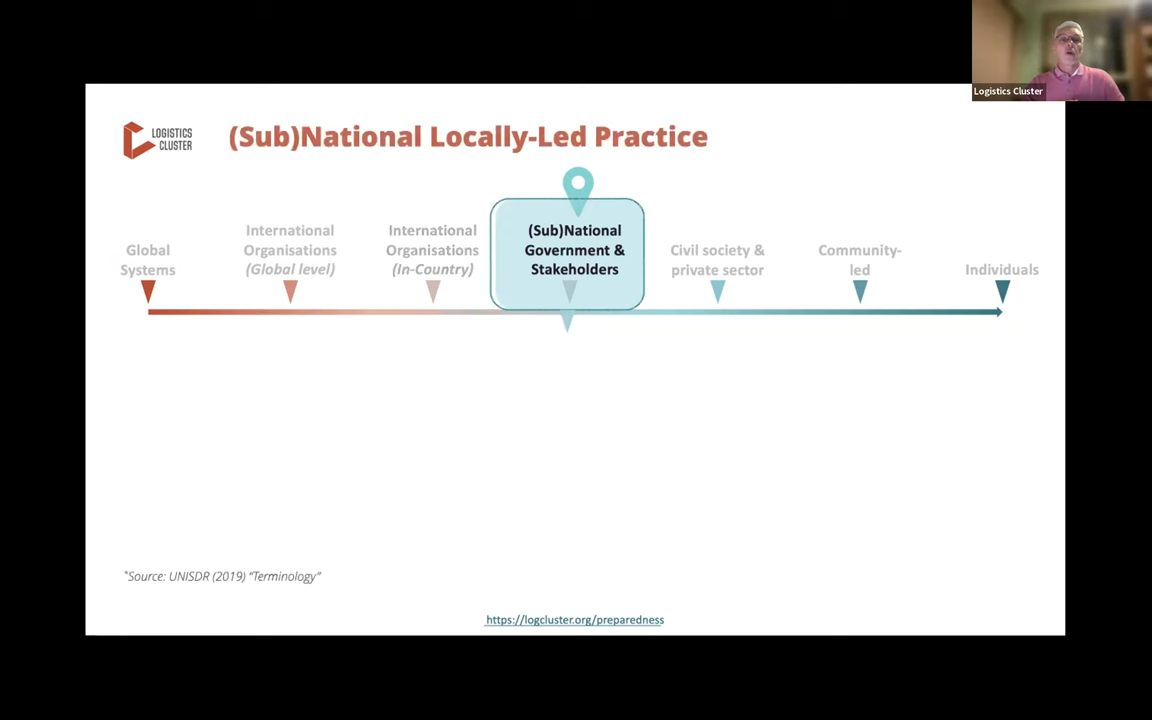 Logistics Cluster
LOGISTICS
CLUSTER
(Sub)National Locally-Led Practice
Global
Systems
International
Organisations
(Global level)
International
Organisations
(In-Country)
(Sub)National
Government &
Stakeholders
Civil society &
private sector
Community-
led
Individuals
*Source: UNISDR (2019) “Terminology”
https://logcluster.org/preparedness